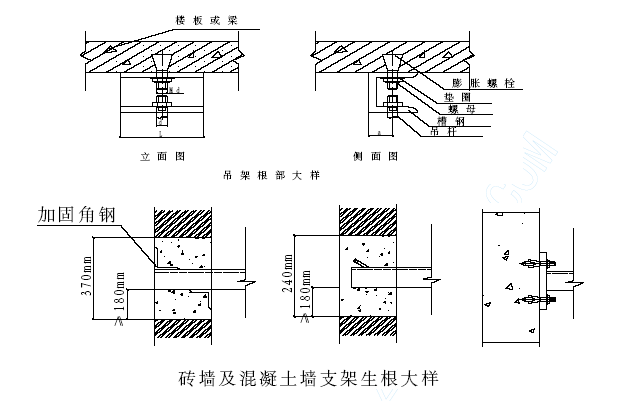 楼板或梁
Md
d
L
立面图
膨胀螺栓
垫圈
螺母
槽钢
吊杆
A
侧面图
吊架根部大样
加固角钢
370mm
≥180mm
240mm
≥180mm
砖墙及混凝土墙支架生根大样